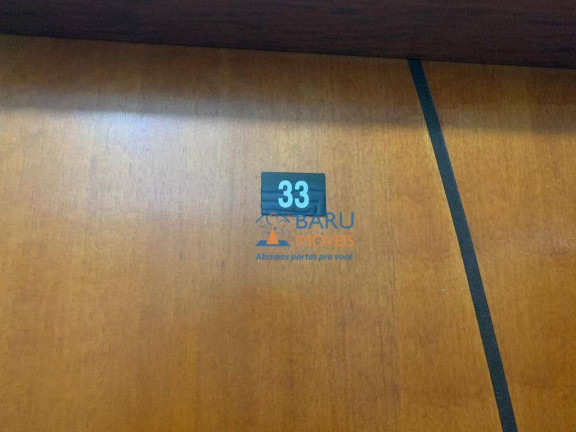 33
BARU
IMÓVEIS
Abrimos portas pra você